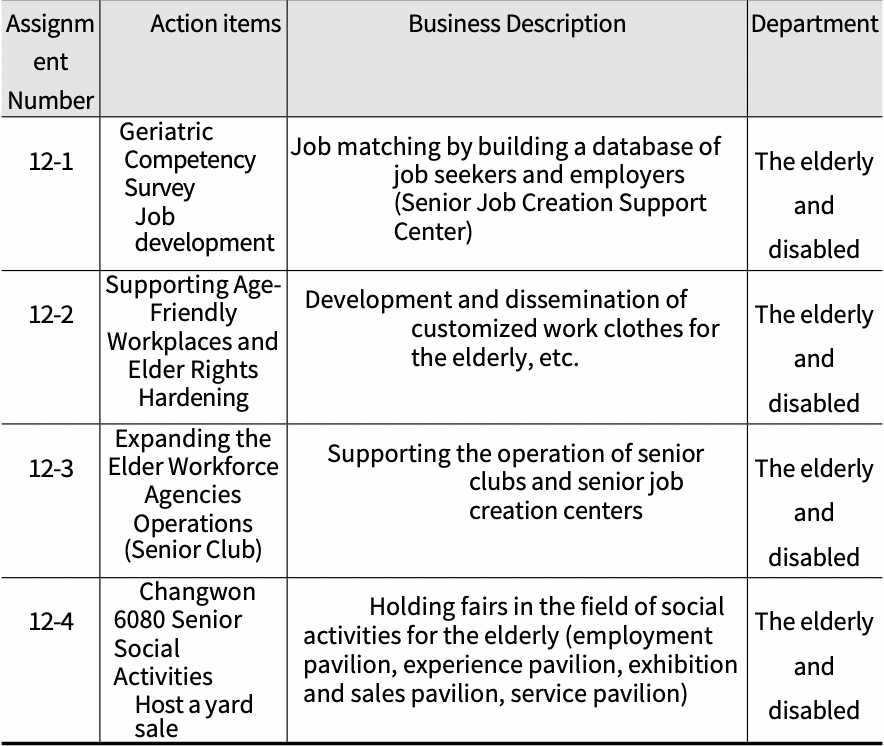 Assignm
ent
Number
Action items
Business Description
Department
12-1
Geriatric
Competency
Survey
Job
development
Job matching by building a database of
job seekers and employers
(Senior Job Creation Support
Center)
The elderly
and
disabled
12-2
Supporting Age-
Friendly
Workplaces and
Elder Rights
Hardening
Development and dissemination of
customized work clothes for
the elderly, etc.
The elderly
and
disabled
12-3
Expanding the
Elder Workforce
Agencies
Operations
(Senior Club)
Supporting the operation of senior
clubs and senior job
creation centers
The elderly
and
disabled
12-4
Changwon
6080 Senior
Social
Activities
Host a yard
sale
Holding fairs in the field of social
activities for the elderly (employment
pavilion, experience pavilion, exhibition
and sales pavilion, service pavilion)
The elderly
and
disabled